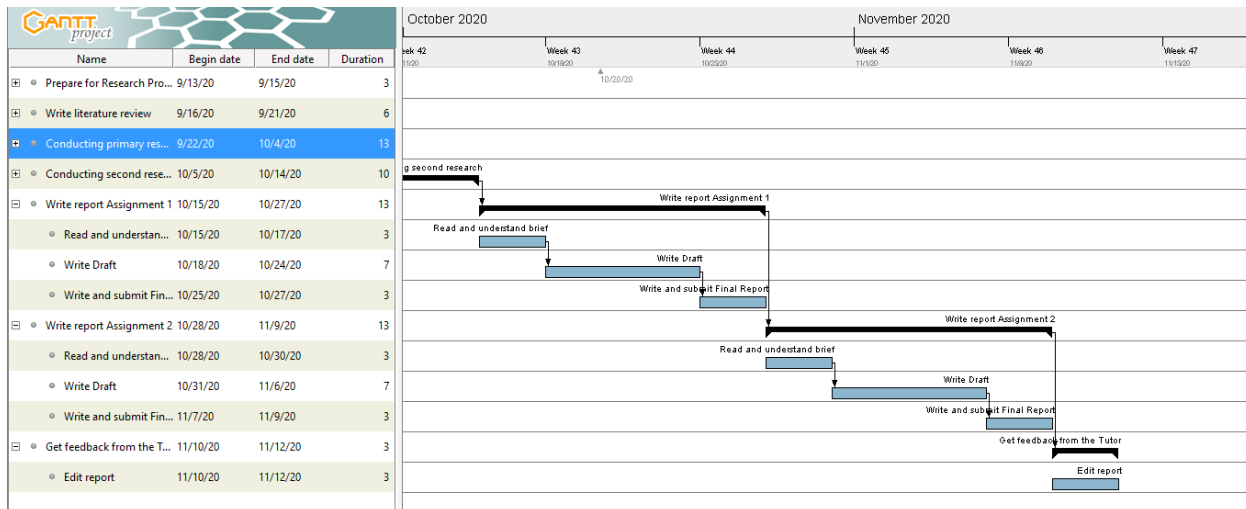 GANTT project
October 2020 November 2020
Name Begin date End date Duration
ek 42 Week 43 Week 44 Week 45 Week 46 Week 47
11/20 10/18/20 10/25/20 11/1/20 11/8/20 11/15/20
10/20/20
Prepare for Research Pro... 9/13/20 9/15/20 3
Write literature review 9/16/20 9/21/20 6
Conducting primary res... 9/22/20 10/4/20 13
Conducting second rese... 10/5/20 10/14/20 10
g second research
Write report Assignment 1 10/15/20 10/27/20 13
Write report Assignment 1
Read and understan... 10/15/20 10/17/20 3
Read and understand brief
Write Draft 10/18/20 10/24/20 7
Write Draft
Write and submit Fin... 10/25/20 10/27/20 3
Write and submit Final Report
Write report Assignment 2 10/28/20 11/9/20 13
Write report Assignment 2
Read and understan... 10/28/20 10/30/20 3
Read and understand brief
Write Draft 10/31/20 11/6/20 7
Write Draft
Write and submit Fin... 11/7/20 11/9/20 3
Write and submit Final Report
Get feedback from the T... 11/10/20 11/12/20 3
Get feedback from the Tutor
Edit report 11/10/20 11/12/20 3
Edit report